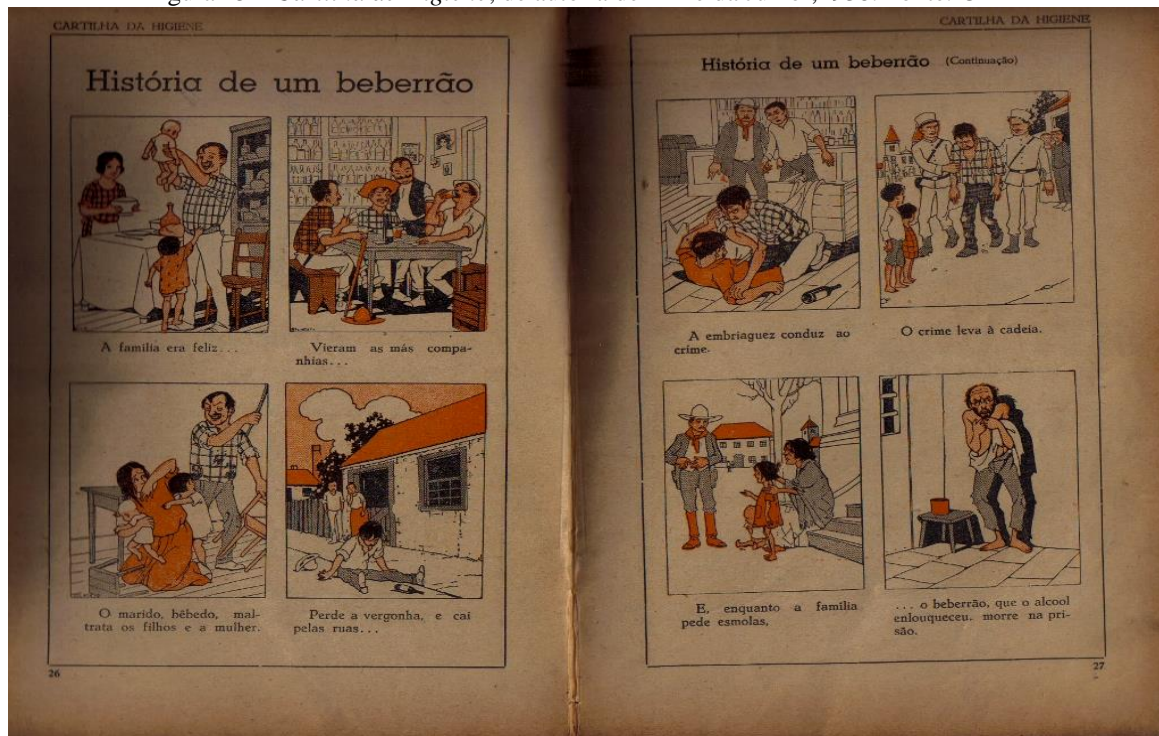 CARTILHA DA HIGIENE
História de um beberrão
A família era feliz...
Vieram as más compa-
nhias...
O marido, bêbedo, mal-
trata os filhos e a mulher.
Perde a vergonha, e cai
pelas ruas...
26
CARTILHA DA HIGIENE
História de um beberrão (Continuação)
A embriaguez conduz ao
crime.
O crime leva à cadeia.
E, enquanto a família
pede esmolas,
... o beberrão, que o alcool
enlouqueceu, morre na pri-
são.
27